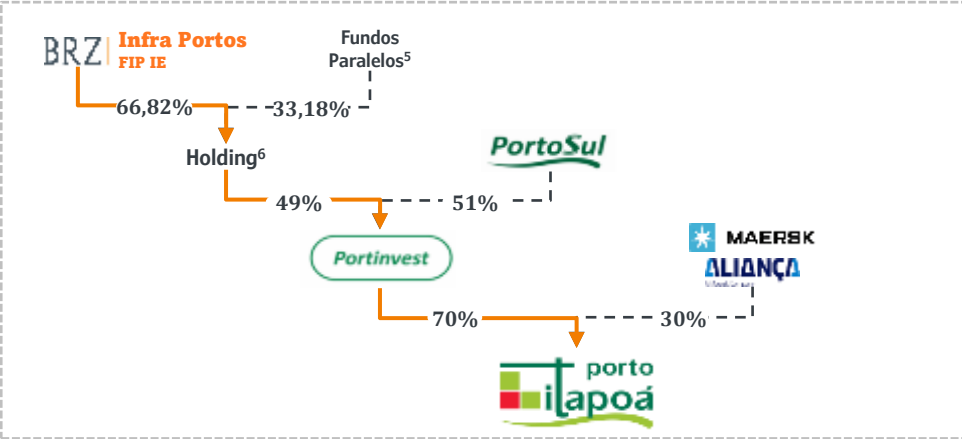 BRZ
Infra Portos
FIP IE
Fundos
Paralelos⁵
66,82%
33,18%
Holding⁶
PortoSul
49%
51%
Portinvest
MAERSK
ALIANÇA
70%
30%
porto
itapoá